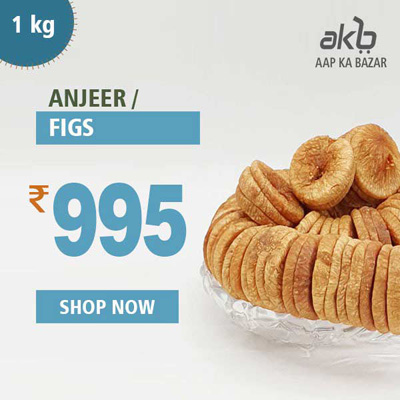 1 kg
akb
AAP KA BAZAR
ANJEER /
FIGS
₹995
SHOP NOW